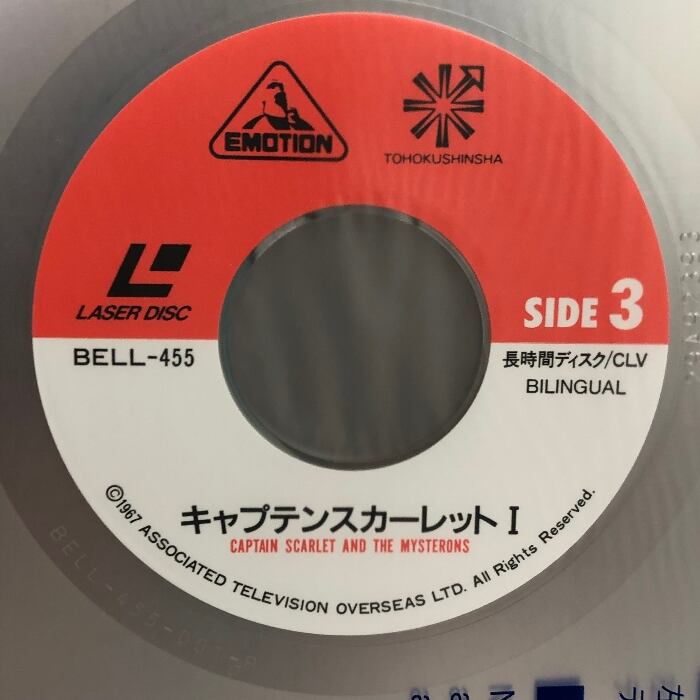 EMOTION
TOHOKUSHINSHA
LASER DISC
SIDE 3
BELL-455
長時間ディスク/CLV
BILINGUAL
キャプテンスカーレット I
CAPTAIN SCARLET AND THE MYSTERONS
©1967 ASSOCIATED TELEVISION OVERSEAS LTD. All Rights Reserved.